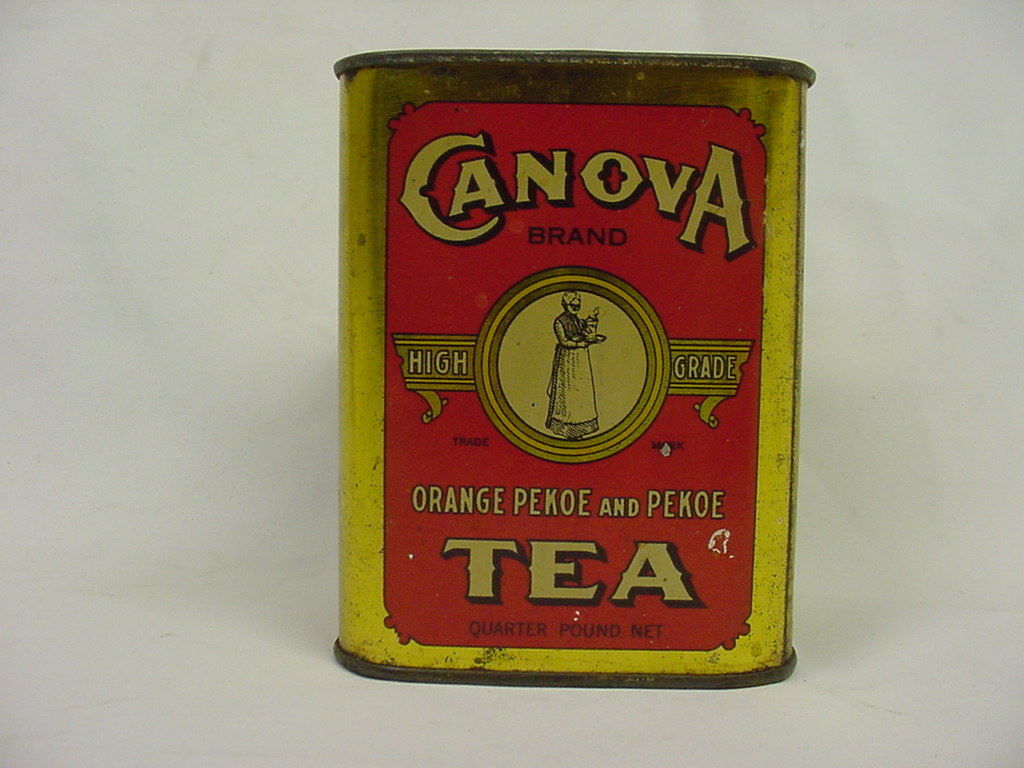 CANOVA
BRAND
HIGH GRADE
TRADE MARK
ORANGE PEKOE AND PEKOE
TEA
QUARTER POUND NET